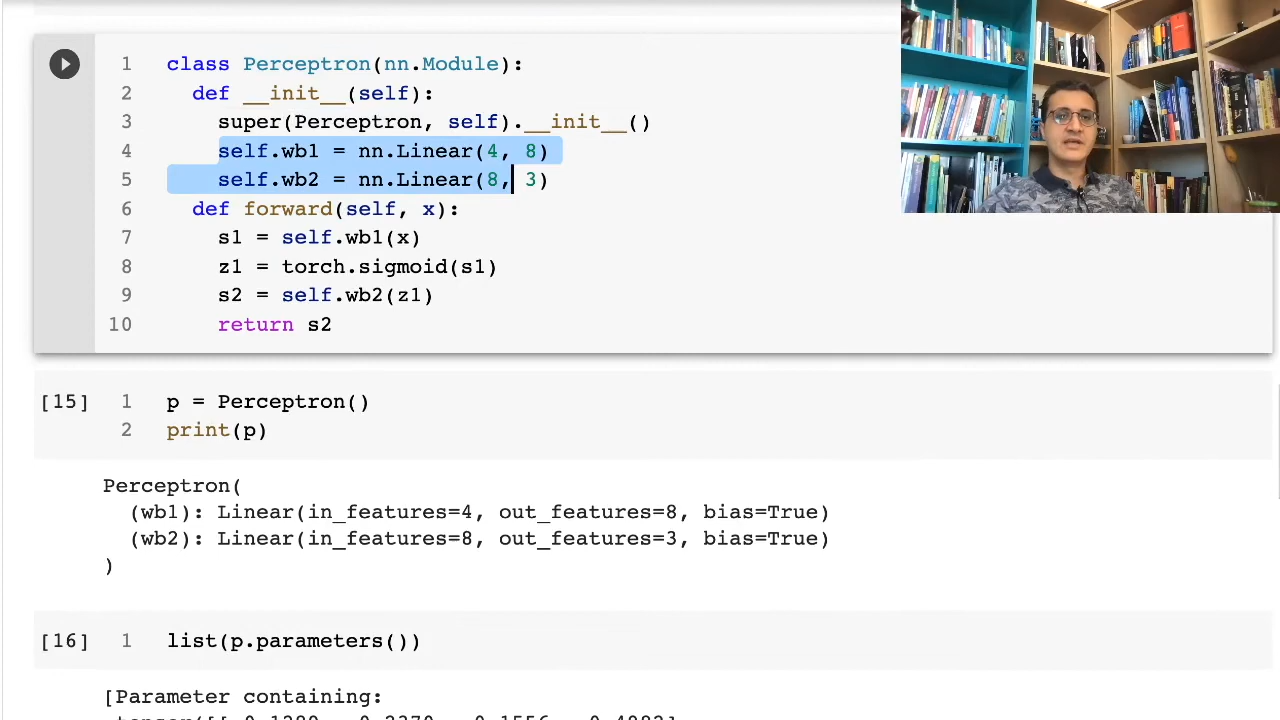 1 class Perceptron(nn.Module):
2 def __init__(self):
3 super(Perceptron, self).__init__()
4 self.wb1 = nn.Linear(4, 8)
5 self.wb2 = nn.Linear(8, 3)
6 def forward(self, x):
7 s1 = self.wb1(x)
8 z1 = torch.sigmoid(s1)
9 s2 = self.wb2(z1)
10 return s2
[15] 1 p = Perceptron()
2 print(p)
Perceptron(
(wb1): Linear(in_features=4, out_features=8, bias=True)
(wb2): Linear(in_features=8, out_features=3, bias=True)
)
[16] 1 list(p.parameters())
[Parameter containing: